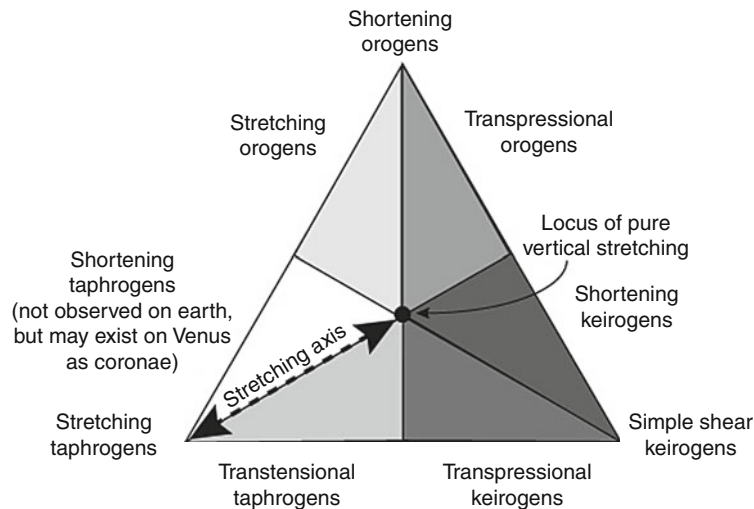 Shortening
orogens
Stretching
orogens
Transpressional
orogens
Locus of pure
vertical stretching
Shortening
taphrogens
(not observed on earth,
but may exist on Venus
as coronae)
Shortening
keirogens
Stretching axis
Stretching
taphrogens
Simple shear
keirogens
Transtensional
taphrogens
Transpressional
keirogens